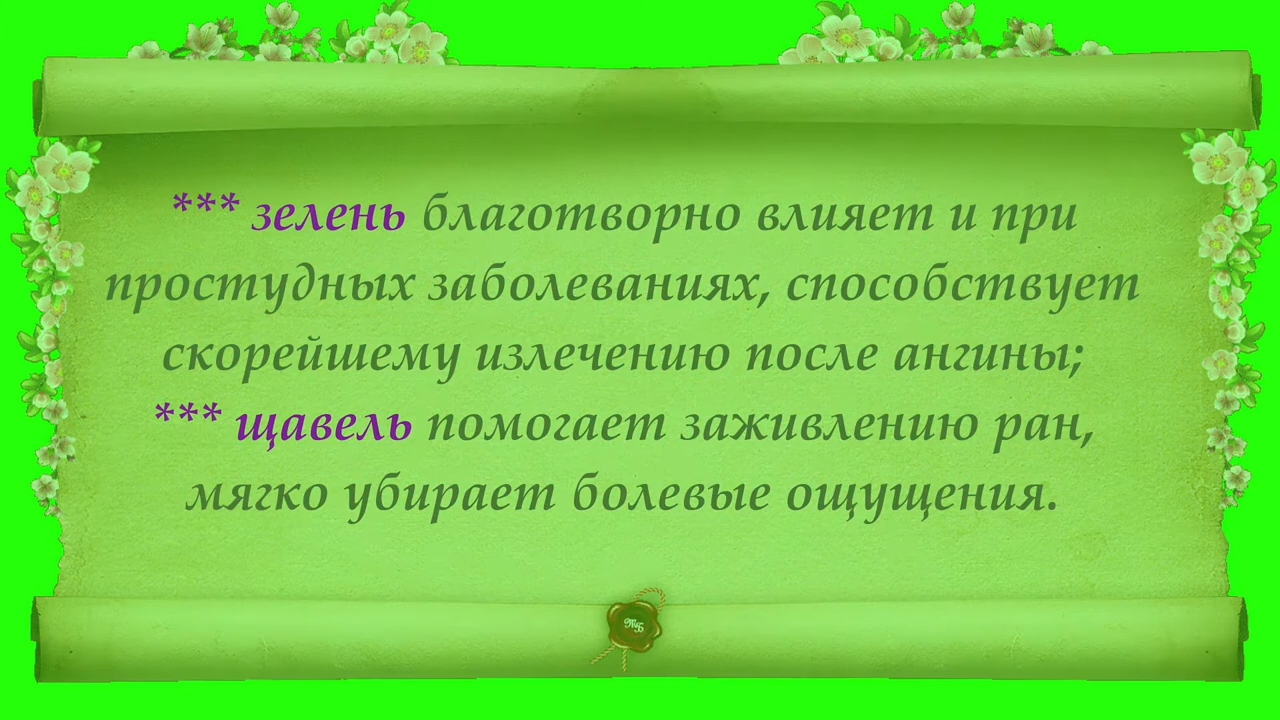 *** зелень благотворно влияет и при
простудных заболеваниях, способствует
скорейшему излечению после ангины;
*** щавель помогает заживлению ран,
мягко убирает болевые ощущения.